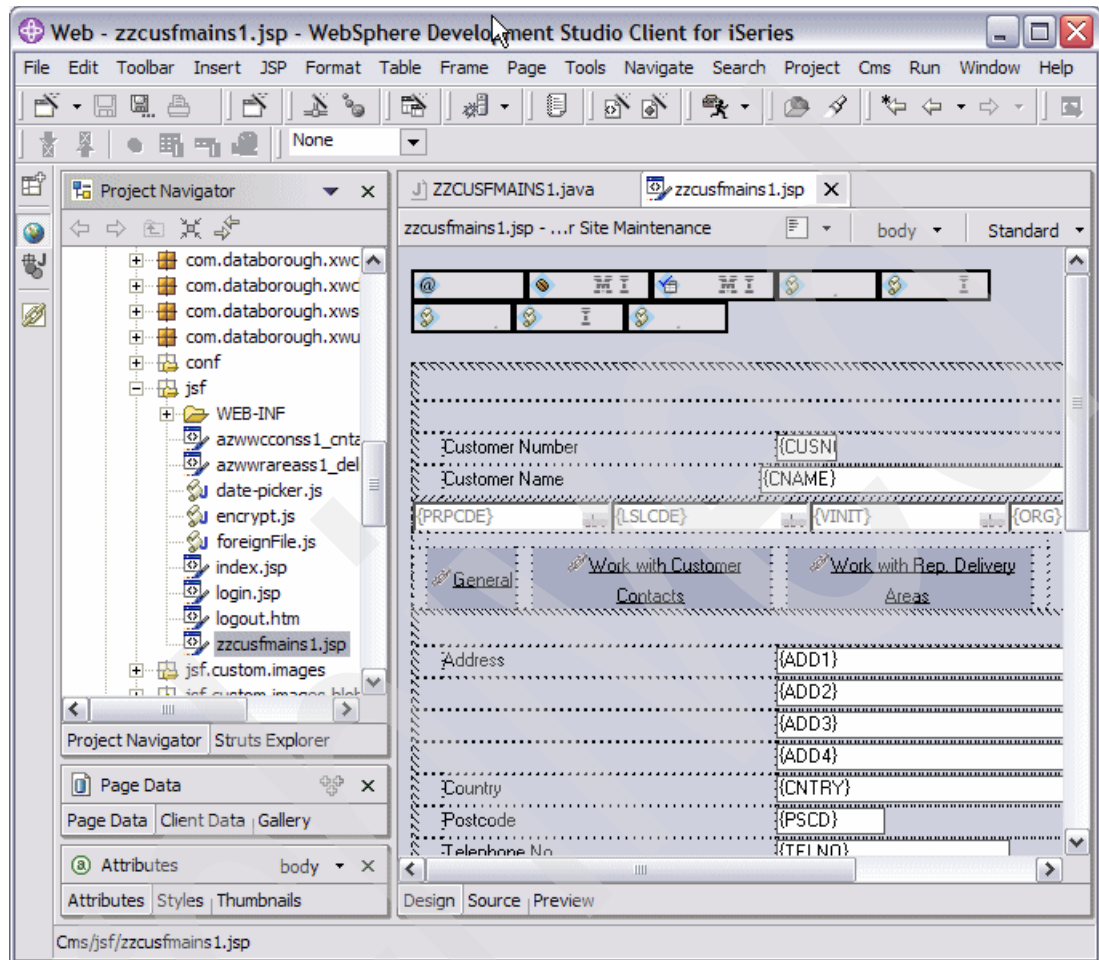 Web - zzcusfmains1.jsp - WebSphere Development Studio Client for iSeries
File Edit Toolbar Insert JSP Format Table Frame Page Tools Navigate Search Project Cms Run Window Help
None
Project Navigator
ZZCUSFMAINS1.java zzcusfmains1.jsp
zzcusfmains1.jsp - ...r Site Maintenance body Standard
com.databorough.xwc
com.databorough.xwc
com.databorough.xws
com.databorough.xwu
conf
jsf
WEB-INF
azwwcconss1_cnta
azwwrareass1_del
date-picker.js
encrypt.js
foreignFile.js
index.jsp
login.jsp
logout.htm
zzcusfmains1.jsp
jsf.custom.images
jsf.custom.images.blob
Project Navigator Struts Explorer
Page Data
Page Data Client Data Gallery
Attributes body
Attributes Styles Thumbnails
M I M I I
I
Customer Number {CUSN
Customer Name {CNAME}
{PRPCDE} {LSLCDE} {VINIT} {ORG}
General Work with Customer Contacts Work with Rep. Delivery Areas
Address {ADD1}
{ADD2}
{ADD3}
{ADD4}
Country {CNTRY}
Postcode {PSCD}
Telephone No {TELNO}
Design Source Preview
Cms/jsf/zzcusfmains1.jsp